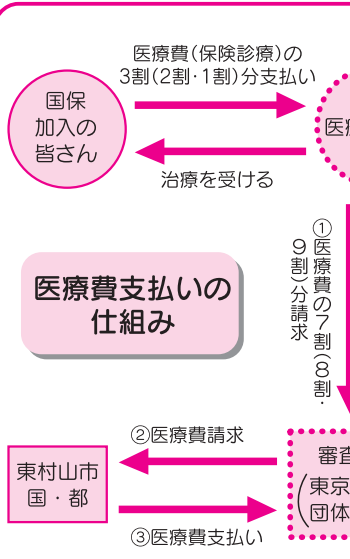 医療費(保険診療)の
3割(2割・1割)分支払い
国保
加入の
皆さん
治療を受ける
医療費支払いの
仕組み
①医療費の7割(8割・
9割)分請求
②医療費請求
東村山市
国・都
③医療費支払い
審査
(東京
団体